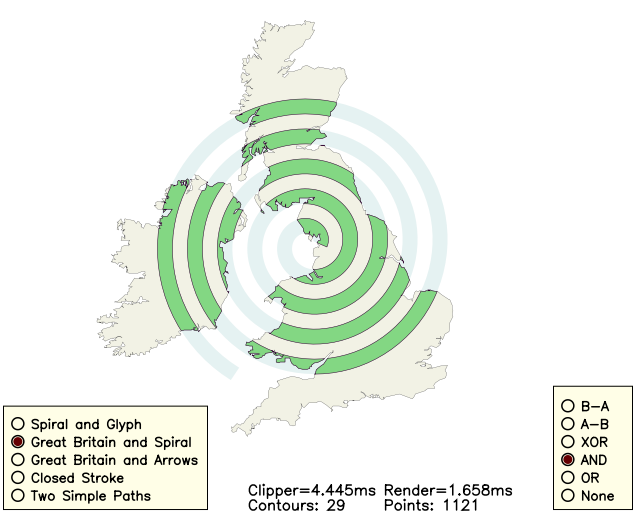 Spiral and Glyph
Great Britain and Spiral
Great Britain and Arrows
Closed Stroke
Two Simple Paths
Clipper=4.445ms Render=1.658ms
Contours: 29 Points: 1121
B-A
A-B
XOR
AND
OR
None